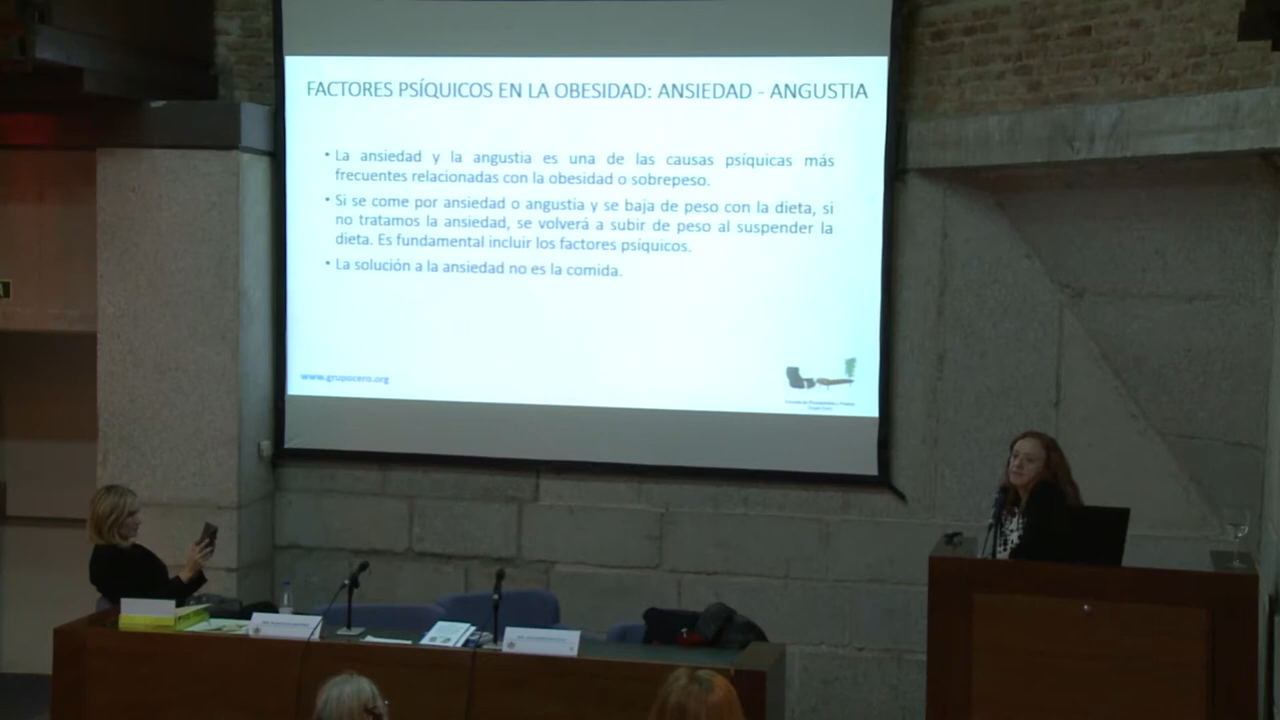 FACTORES PSÍQUICOS EN LA OBESIDAD: ANSIEDAD - ANGUSTIA
• La ansiedad y la angustia es una de las causas psíquicas más
frecuentes relacionadas con la obesidad o sobrepeso.
• Si se come por ansiedad o angustia y se baja de peso con la dieta, si
no tratamos la ansiedad, se volverá a subir de peso al suspender la
dieta. Es fundamental incluir los factores psíquicos.
• La solución a la ansiedad no es la comida.
www.grupocero.org